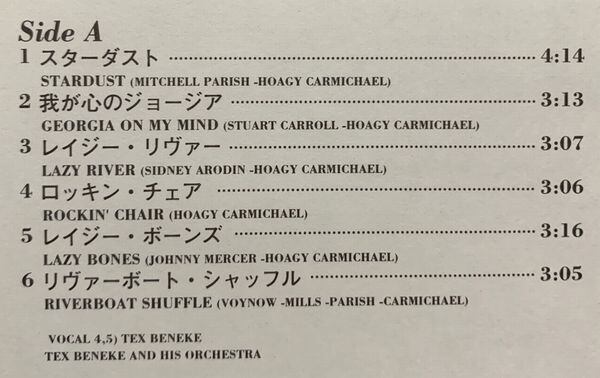 Side A
1 スターダスト 4:14
STARDUST (MITCHELL PARISH -HOAGY CARMICHAEL)
2 我が心のジョージア 3:13
GEORGIA ON MY MIND (STUART CARROLL -HOAGY CARMICHAEL)
3 レイジー・リヴァー 3:07
LAZY RIVER (SIDNEY ARODIN -HOAGY CARMICHAEL)
4 ロッキン・チェア 3:06
ROCKIN' CHAIR (HOAGY CARMICHAEL)
5 レイジー・ボーンズ 3:16
LAZY BONES (JOHNNY MERCER -HOAGY CARMICHAEL)
6 リヴァーボート・シャッフル 3:05
RIVERBOAT SHUFFLE (VOYNOW -MILLS -PARISH -CARMICHAEL)
VOCAL 4,5) TEX BENEKE
TEX BENEKE AND HIS ORCHESTRA